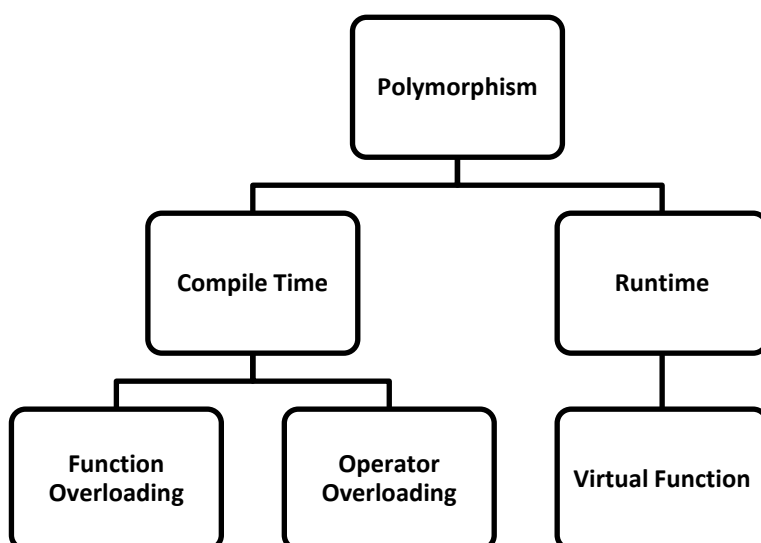 Polymorphism
Compile Time
Runtime
Function
Overloading
Operator
Overloading
Virtual Function